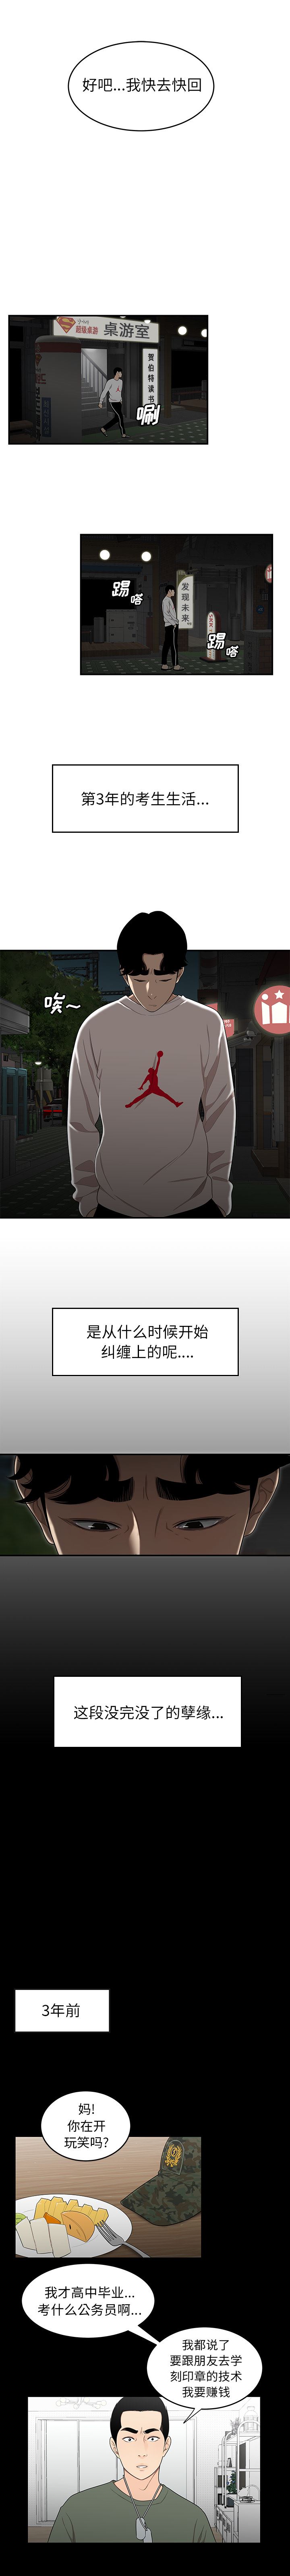 好吧...我快去快回
超级桌游
桌游室
贺伯特读书
唰
踢
嗒
发现未来
踢
嗒
第3年的考生生活...
唉~
是从什么时候开始
纠缠上的呢....
这段没完没了的孽缘...
3年前
妈!
你在开
玩笑吗?
我才高中毕业...
考什么公务员啊...
我都说了
要跟朋友去学
刻印章的技术
我要赚钱